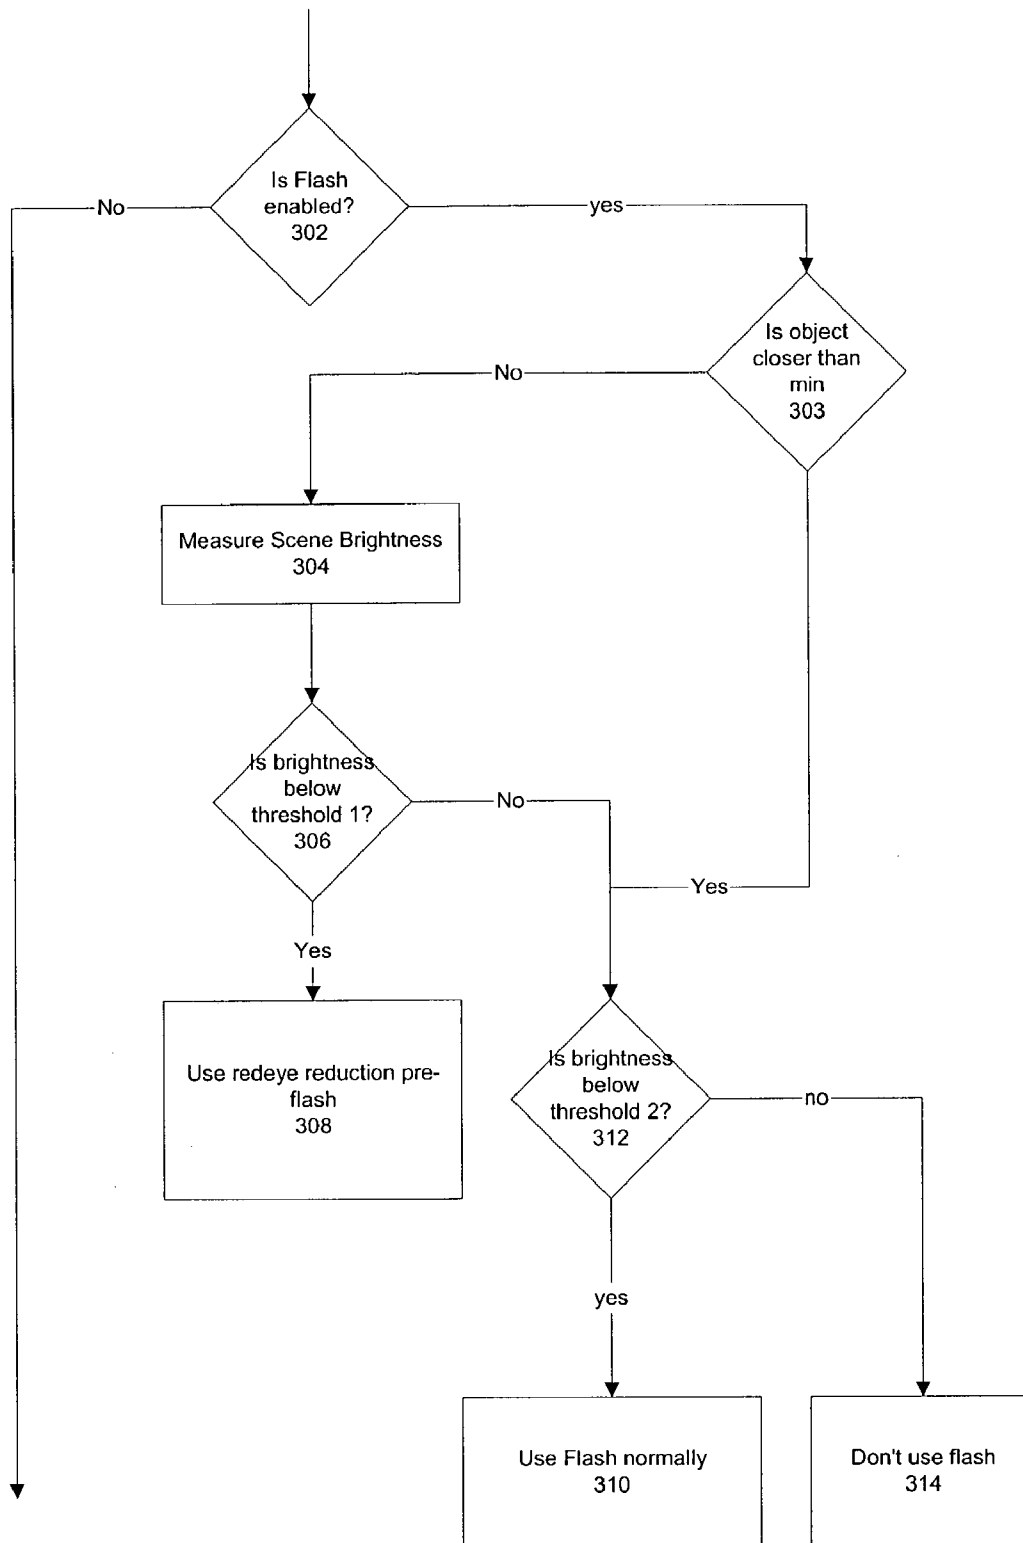 Is Flash
enabled?
302
No
yes
Is object
closer than
min
303
No
Measure Scene Brightness
304
Is brightness
below
threshold 1?
306
No
Yes
Yes
Use redeye reduction pre-
flash
308
Is brightness
below
threshold 2?
312
no
yes
Use Flash normally
310
Don't use flash
314